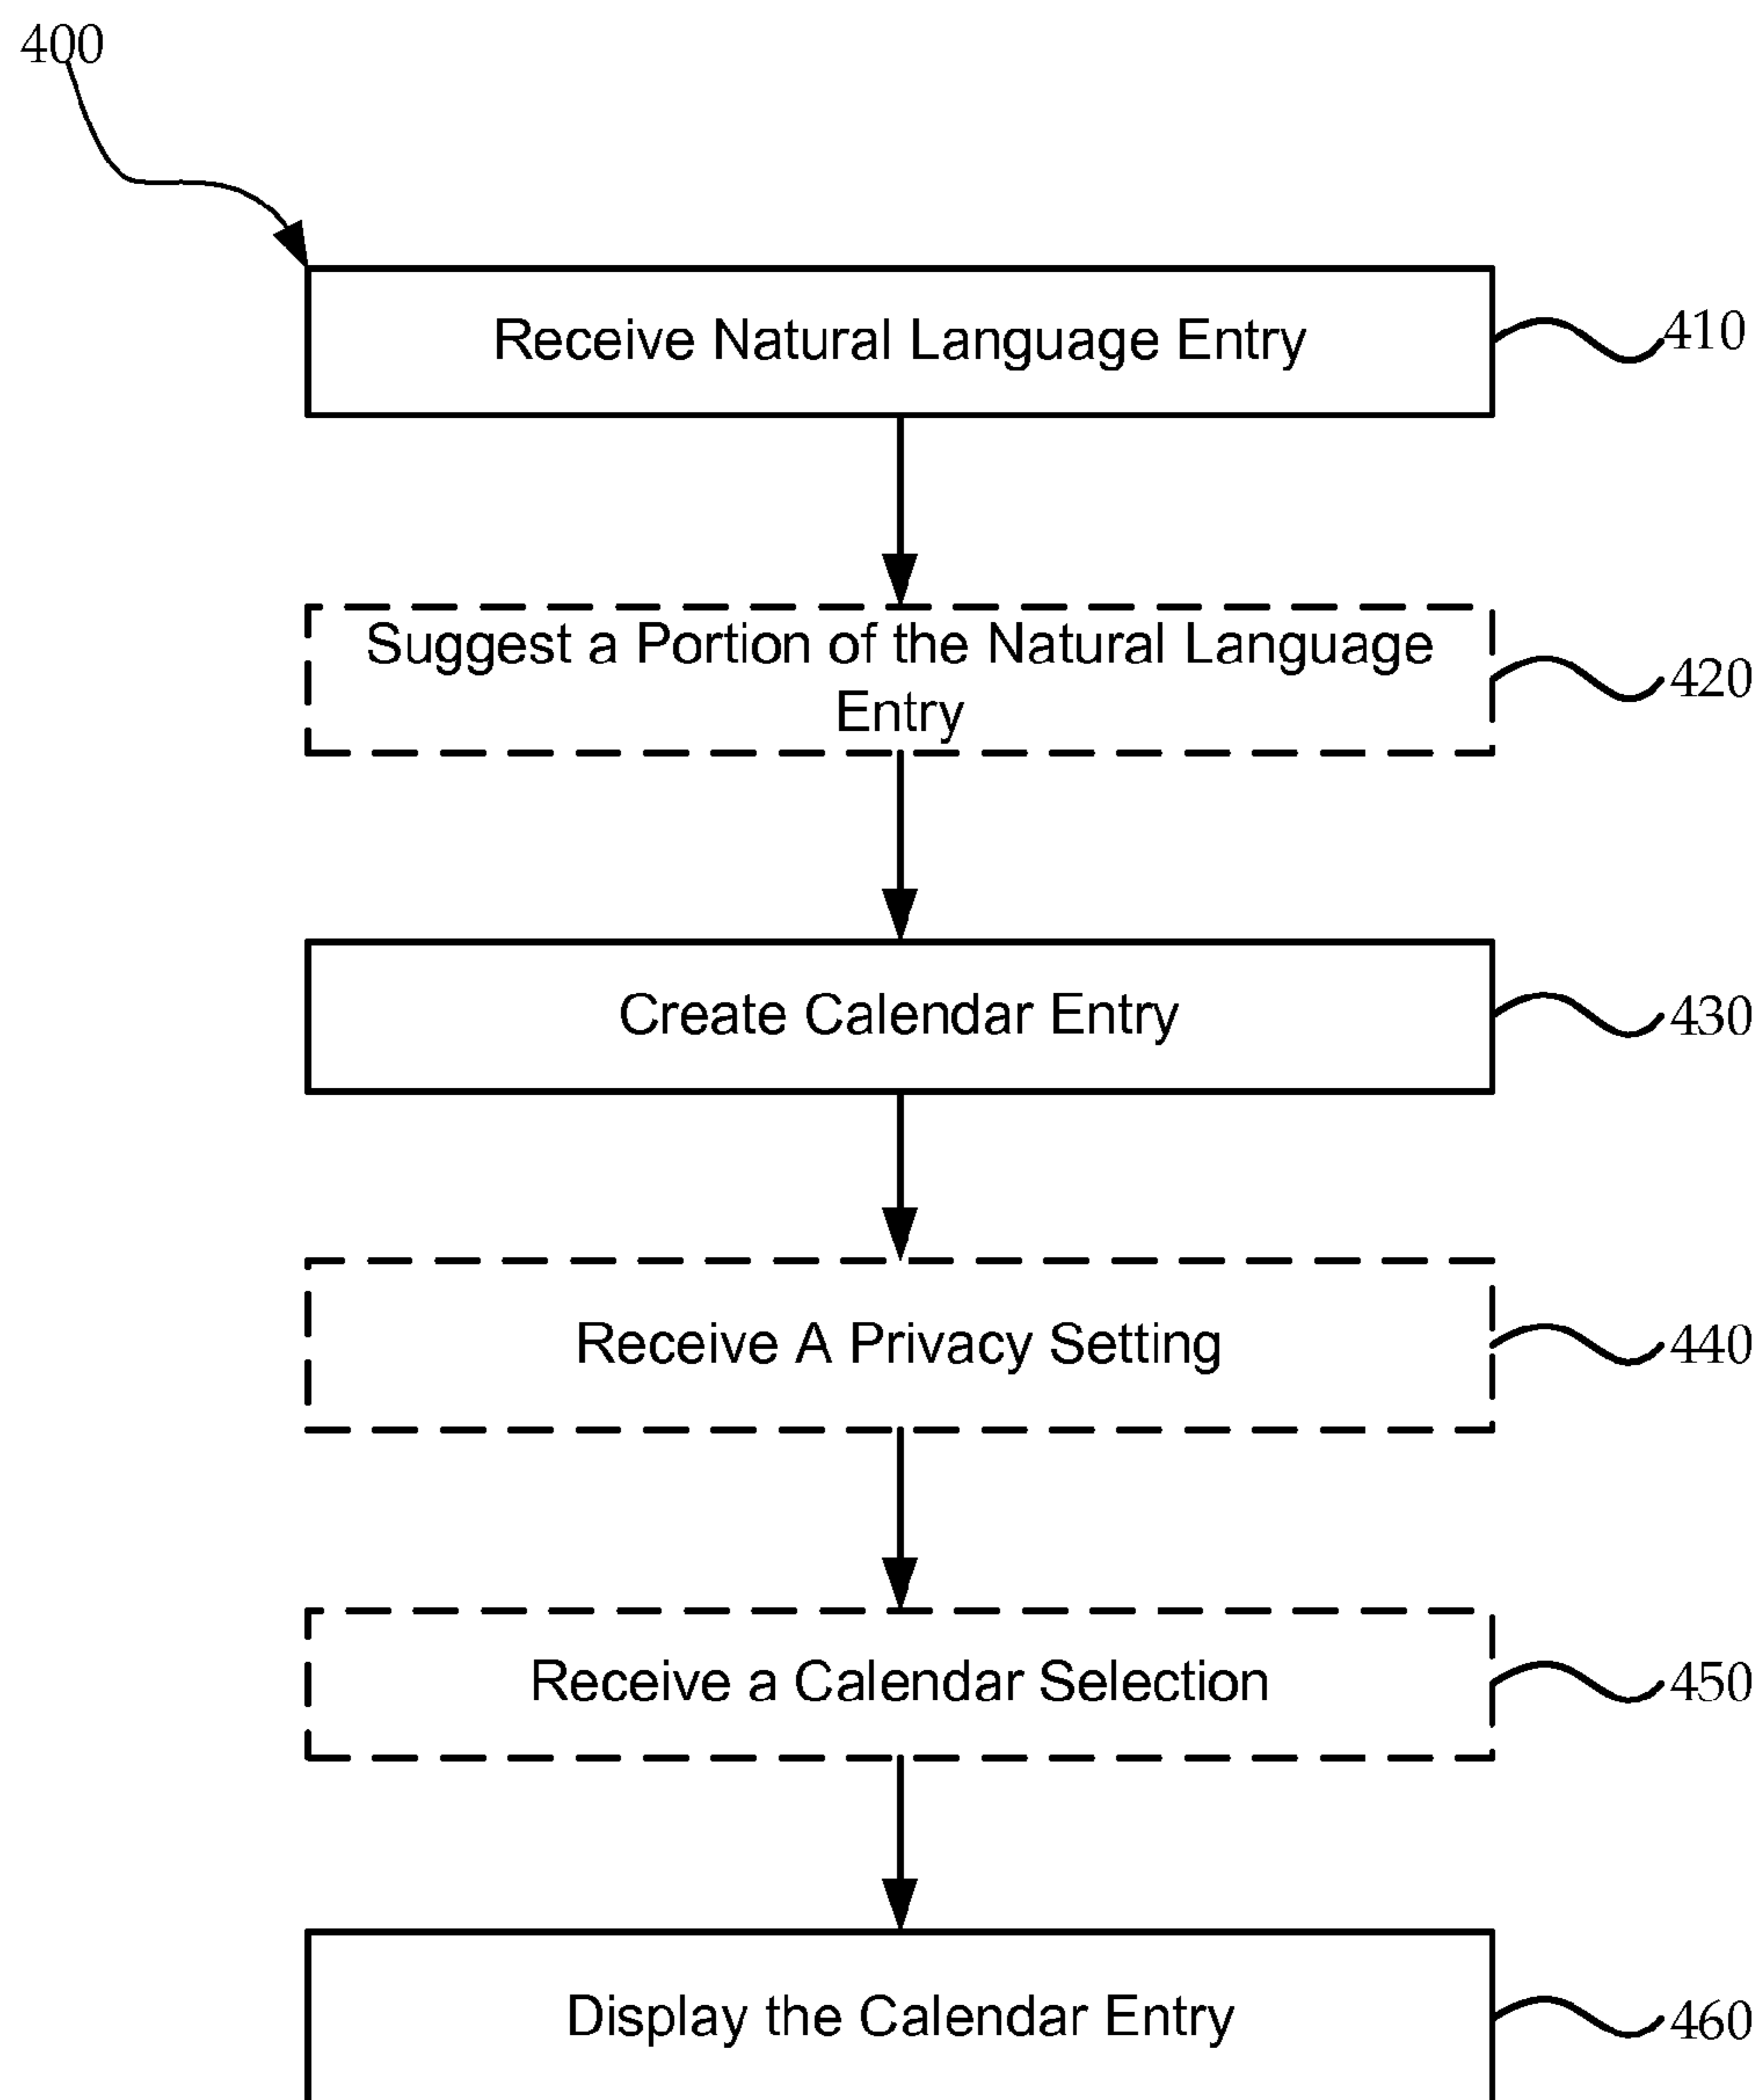 400
Receive Natural Language Entry
410
Suggest a Portion of the Natural Language
Entry
420
Create Calendar Entry
430
Receive A Privacy Setting
440
Receive a Calendar Selection
450
Display the Calendar Entry
460